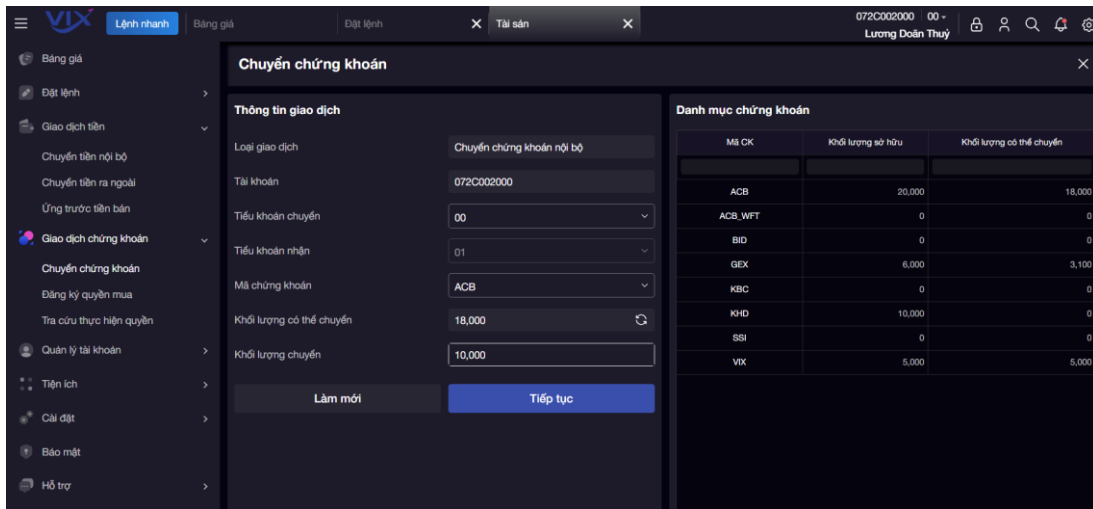 VIX Lệnh nhanh Bảng giá Đặt lệnh Tài sản 072C002000 00
Lương Doãn Thuỷ
Bảng giá
Đặt lệnh
Giao dịch tiền
Chuyển tiền nội bộ
Chuyển tiền ra ngoài
Ứng trước tiền bán
Giao dịch chứng khoán
Chuyển chứng khoán
Đăng ký quyền mua
Tra cứu thực hiện quyền
Quản lý tài khoản
Tiện ích
Cài đặt
Bảo mật
Hỗ trợ
Chuyển chứng khoán
Thông tin giao dịch
Loại giao dịch Chuyển chứng khoán nội bộ
Tài khoản 072C002000
Tiểu khoản chuyển 00
Tiểu khoản nhận 01
Mã chứng khoán ACB
Khối lượng có thể chuyển 18,000
Khối lượng chuyển 10,000
Làm mới Tiếp tục
Danh mục chứng khoán
Mã CK Khối lượng sở hữu Khối lượng có thể chuyển
ACB 20,000 18,000
ACB_WFT 0 0
BID 0 0
GEX 6,000 3,100
KBC 0 0
KHD 10,000 0
SSI 0 0
VIX 5,000 5,000